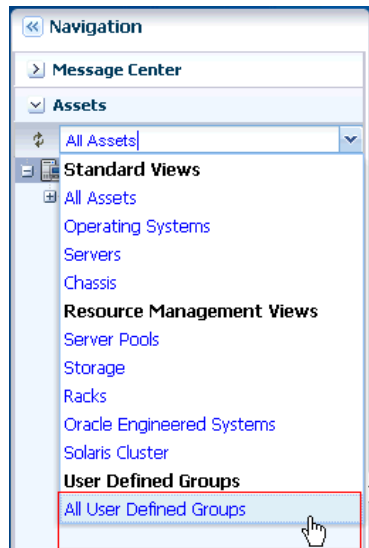 Navigation
Message Center
Assets
All Assets
Standard Views
All Assets
Operating Systems
Servers
Chassis
Resource Management Views
Server Pools
Storage
Racks
Oracle Engineered Systems
Solaris Cluster
User Defined Groups
All User Defined Groups